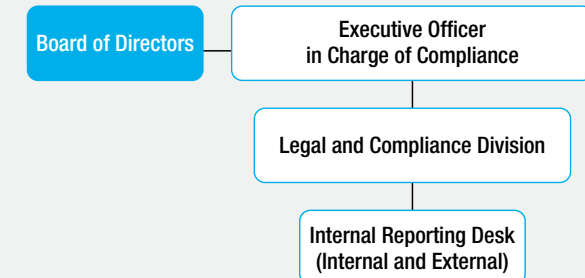 Board of Directors
Executive Officer
in Charge of Compliance
Legal and Compliance Division
Internal Reporting Desk
(Internal and External)